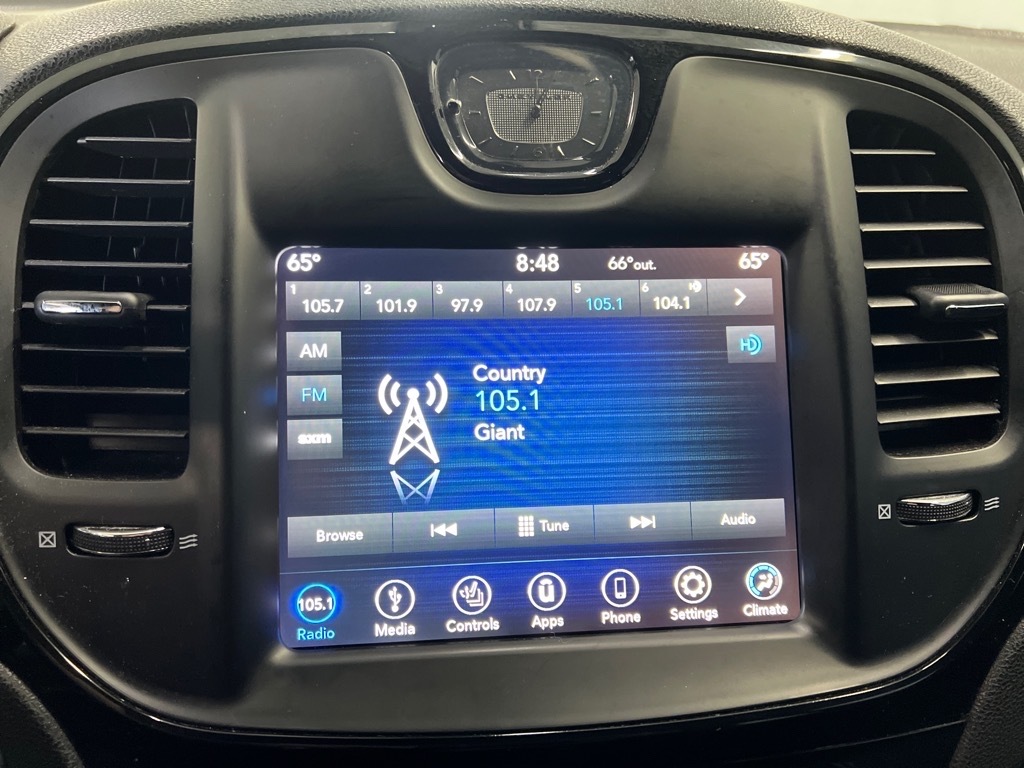 65° 8:48 66°out. 65°
1 2 3 4 5 6 HD
105.7 101.9 97.9 107.9 105.1 104.1
AM
HD
FM
sxm
Country
105.1
Giant
Browse Tune Audio
105.1
Radio Media Controls Apps Phone Settings Climate